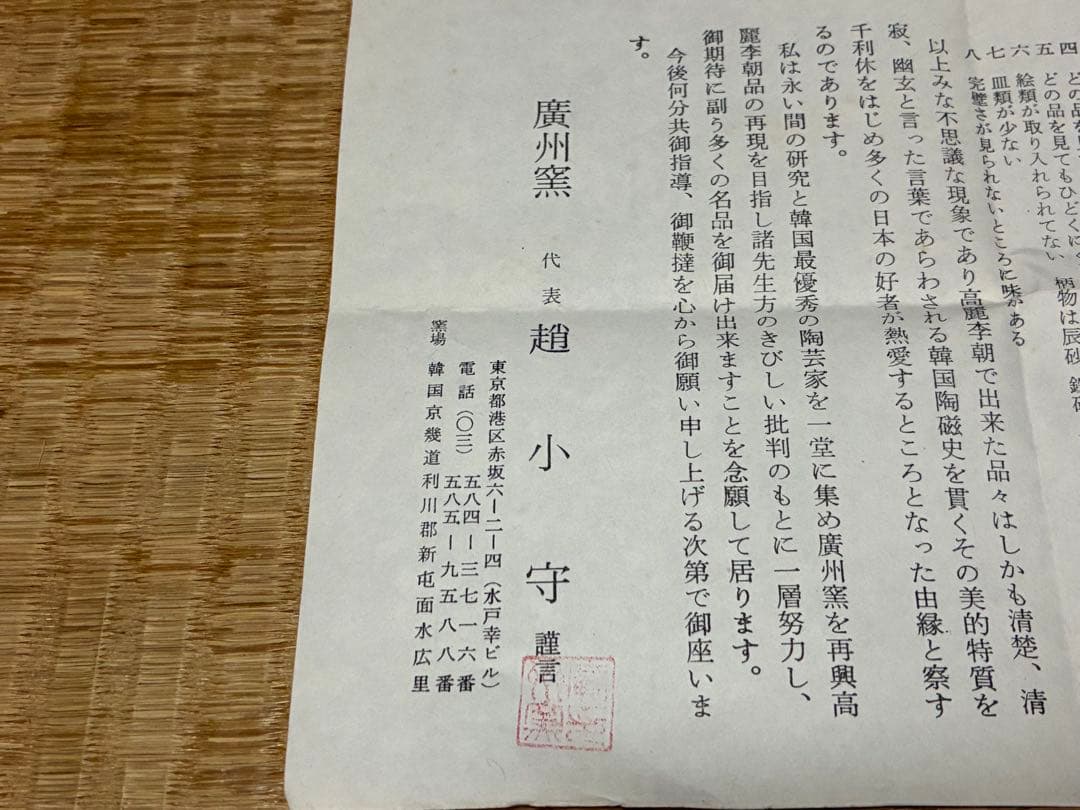 四
五　どの品を見てもひどくに
六　絵類が取り入れられてない　柄物は辰砂
七　皿類が少ない
八　完璧さが見られないところに味がある
以上みな不思議な現象であり高麗李朝で出来た品々はしかも清楚、清
寂、幽玄と言った言葉であらわされる韓国陶磁史を貫くその美的特質を
千利休をはじめ多くの日本の好者が熱愛するところとなった由縁と察す
るのであります。
私は永い間の研究と韓国最優秀の陶芸家を一堂に集め廣州窯を再興高
麗李朝品の再現を目指し諸先生方のきびしい批判のもとに一層努力し、
御期待に副う多くの名品を御届け出来ますことを念願して居ります。
今後何分共御指導、御鞭撻を心から御願い申し上げる次第で御座いま
す。
廣州窯　代表　趙小守　謹言
東京都港区赤坂六ー二ー四（水戸幸ビル）
電話（〇三）五八四ー三七一六番
五八五ー九五八八番
窯場　韓国京幾道利川郡新屯面水広里